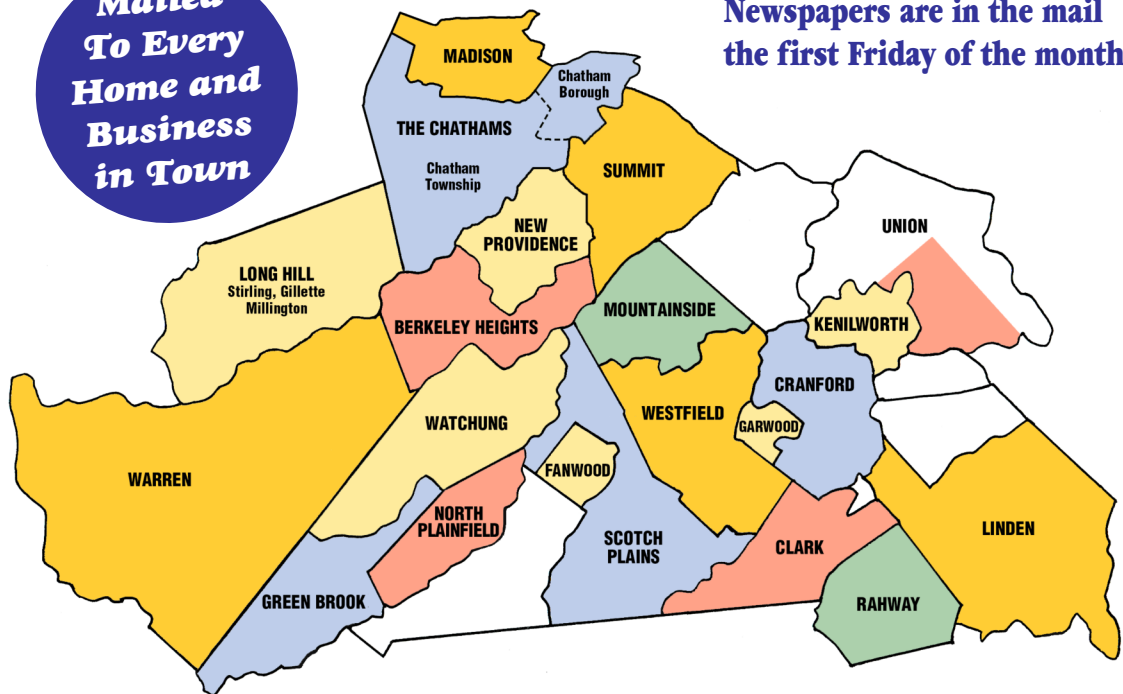 Mailed
To Every
Home and
Business
in Town
Newspapers are in the mail
the first Friday of the month
MADISON
Chatham
Borough
THE CHATHAMS
Chatham
Township
SUMMIT
NEW
PROVIDENCE
UNION
LONG HILL
Stirling, Gillette
Millington
BERKELEY HEIGHTS
MOUNTAINSIDE
KENILWORTH
CRANFORD
WATCHUNG
WESTFIELD
GARWOOD
WARREN
FANWOOD
NORTH
PLAINFIELD
SCOTCH
PLAINS
CLARK
LINDEN
GREEN BROOK
RAHWAY